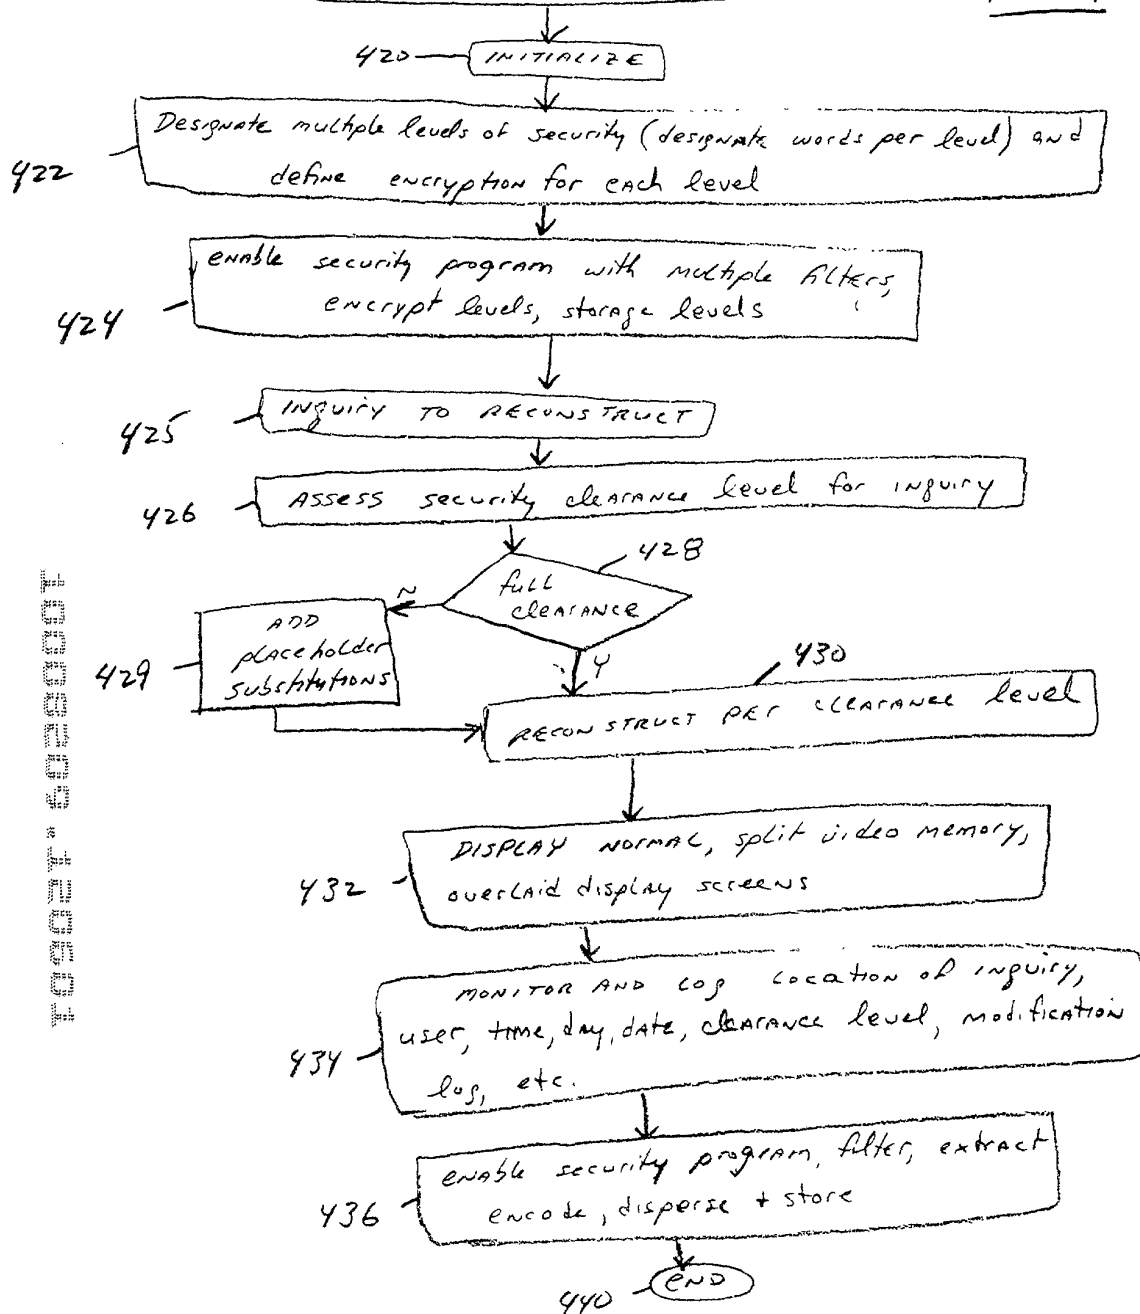 420
INITIALIZE
Designate multiple levels of security (designate words per level) and
define encryption for each level
422
enable security program with multiple filters,
encrypt levels, storage levels
424
INquiry TO RECONSTRUCT
425
Assess security clearance level for inquiry
426
428
full
clearance
N
Y
ADD
placeholder
substitutions
429
430
RECONSTRUCT PER CLEARANCE level
DISPLAY NORMAL, split video memory,
overlaid display screens
432
MONITOR AND LOG LOCATION OF INquiry,
user, time, day, date, clearance level, modification
log, etc.
434
enable security program, filter, extract
encode, disperse + store
436
END
440
10008209.120601